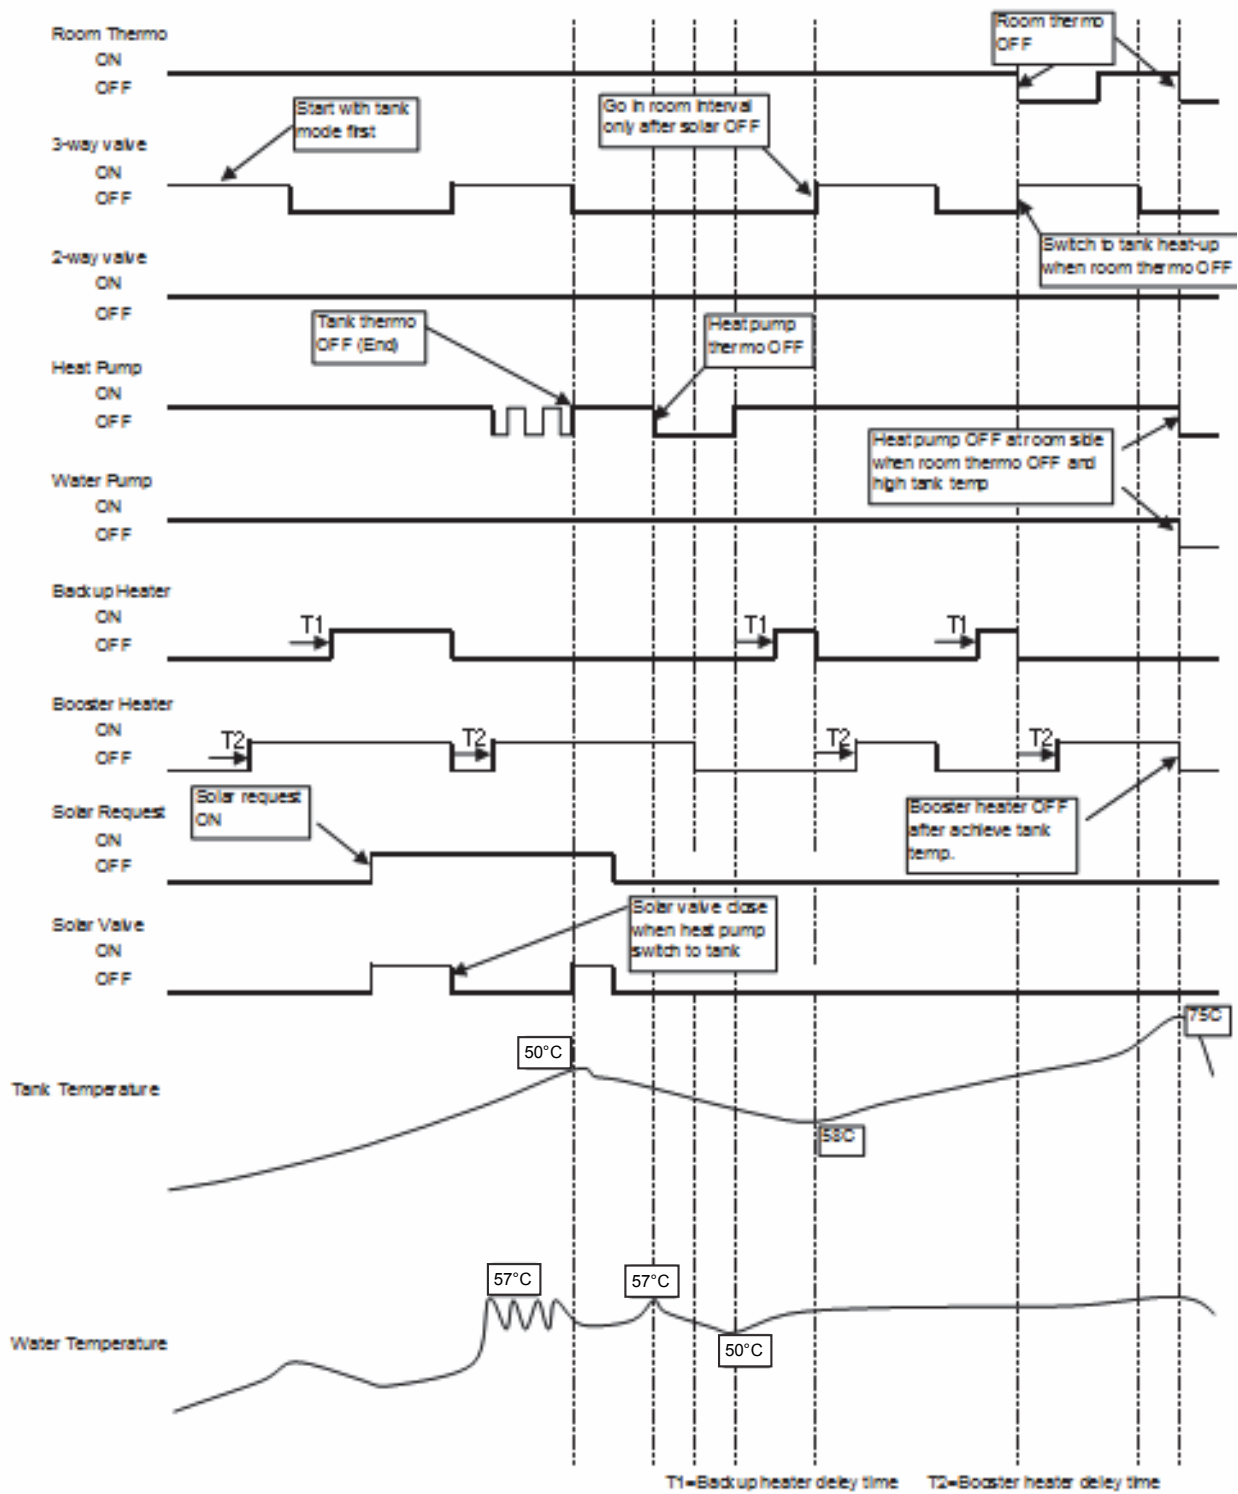 Room Thermo
ON
OFF
Room thermo
OFF
Start with tank
mode first
Go in room interval
only after solar OFF
3-way valve
ON
OFF
Switch to tank heat-up
when room thermo OFF
2-way valve
ON
OFF
Tank thermo
OFF (End)
Heat pump
thermo OFF
Heat Pump
ON
OFF
Heat pump OFF at room side
when room thermo OFF and
high tank temp
Water Pump
ON
OFF
Backup Heater
ON
OFF
T1
T1
T1
Booster Heater
ON
OFF
T2
T2
T2
T2
Solar request
ON
Booster heater OFF
after achieve tank
temp.
Solar Request
ON
OFF
Solar valve close
when heat pump
switch to tank
Solar Valve
ON
OFF
75C
50°C
Tank Temperature
58C
57°C
57°C
Water Temperature
50°C
T1=Backup heater deley time
T2=Booster heater deley time